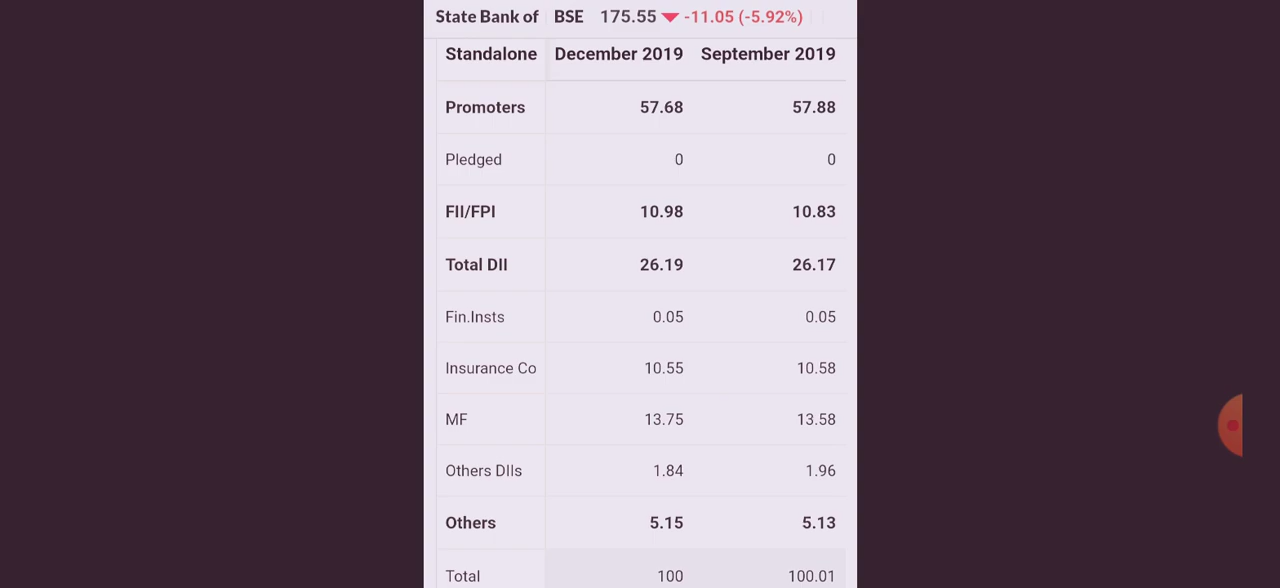 State Bank of BSE 175.55 -11.05 (-5.92%)
Standalone December 2019 September 2019
Promoters 57.68 57.88
Pledged 0 0
FII/FPI 10.98 10.83
Total DII 26.19 26.17
Fin.Insts 0.05 0.05
Insurance Co 10.55 10.58
MF 13.75 13.58
Others DIIs 1.84 1.96
Others 5.15 5.13
Total 100 100.01